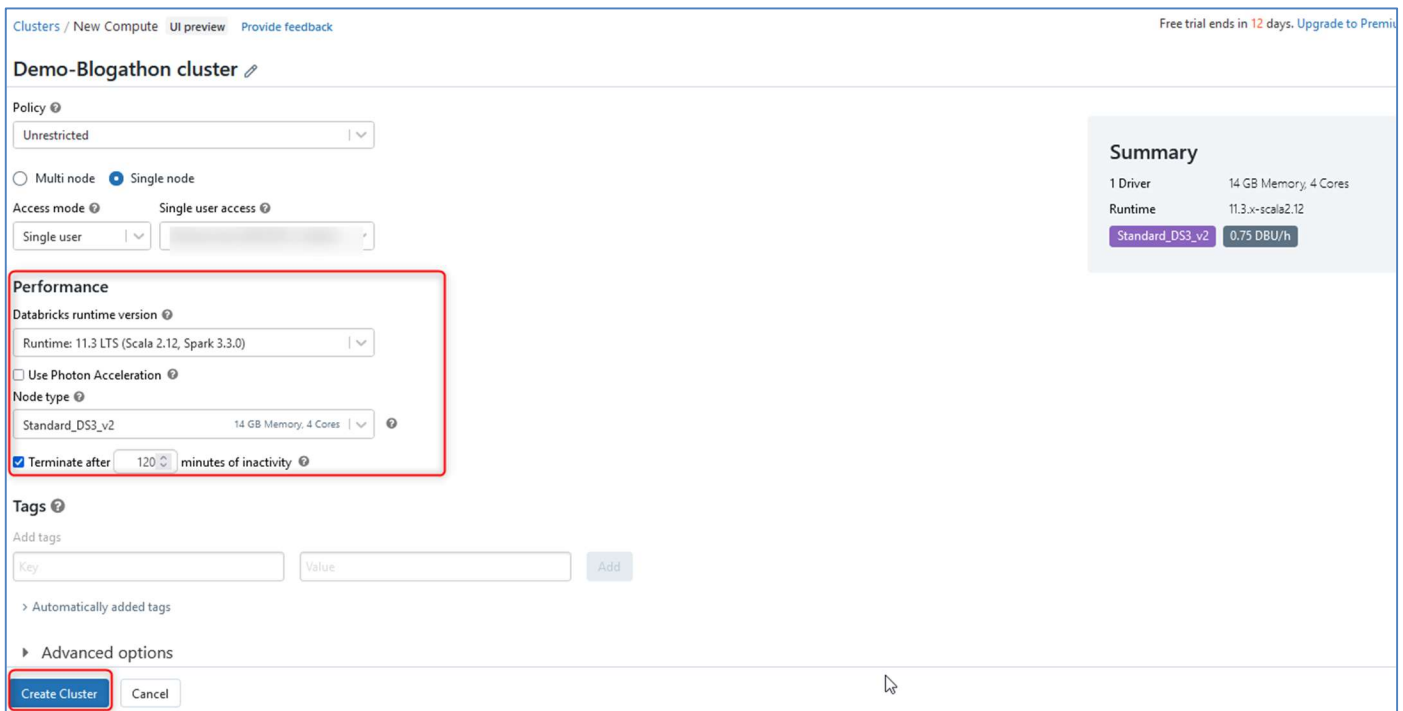 Clusters / New Compute UI preview Provide feedback
Free trial ends in 12 days. Upgrade to
Demo-Blogathon cluster
Policy
Unrestricted
Multi node Single node
Access mode Single user access
Single user
Performance
Databricks runtime version
Runtime: 11.3 LTS (Scala 2.12, Spark 3.3.0)
Use Photon Acceleration
Node type
Standard_DS3_v2 14 GB Memory, 4 Cores
Terminate after 120 minutes of inactivity
Tags
Add tags
Key Value Add
> Automatically added tags
Advanced options
Create Cluster Cancel
Summary
1 Driver 14 GB Memory, 4 Cores
Runtime 11.3.x-scala2.12
Standard_DS3_v2 0.75 DBU/h